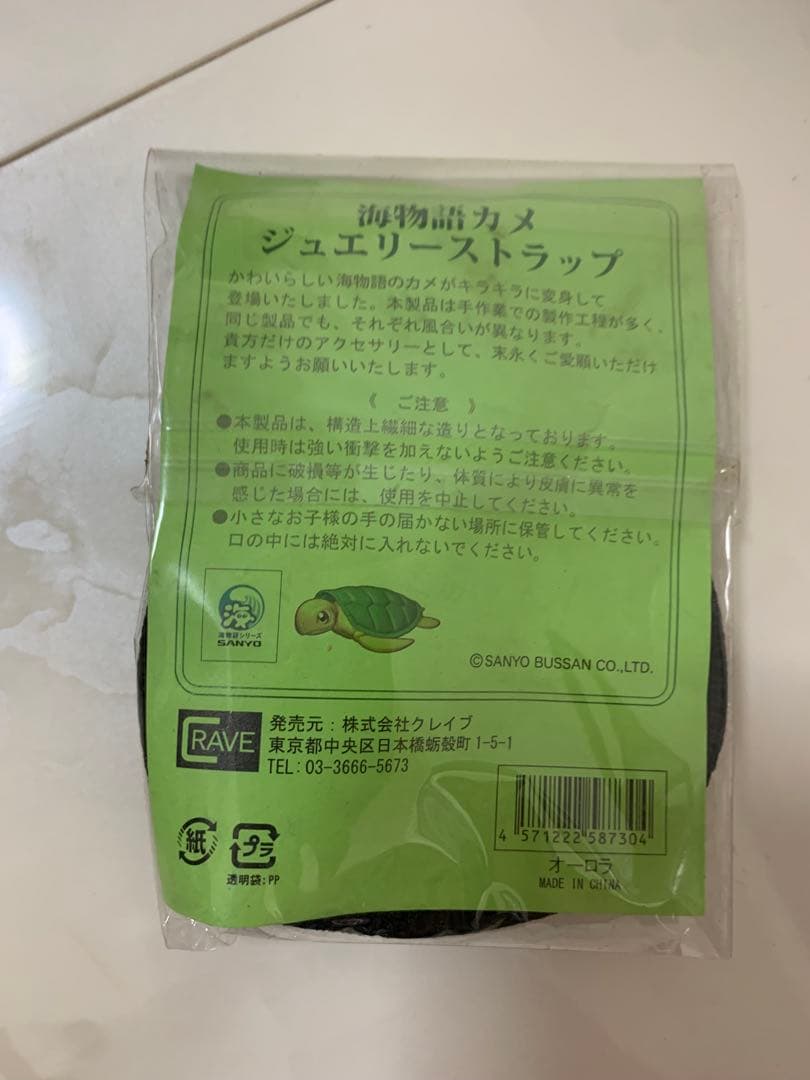 海物語カメ
ジュエリーストラップ
かわいらしい海物語のカメがキラキラに変身して
登場いたしました。本製品は手作業での製作工程が多く、
同じ製品でも、それぞれ風合いが異なります。
貴方だけのアクセサリーとして、末永くご愛願いただけ
ますようお願いいたします。
《 ご注意 》
●本製品は、構造上繊細な造りとなっております。
使用時は強い衝撃を加えないようご注意ください。
●商品に破損等が生じたり、体質により皮膚に異常を
感じた場合には、使用を中止してください。
●小さなお子様の手の届かない場所に保管してください。
口の中には絶対に入れないでください。
海
海物語シリーズ
SANYO
©SANYO BUSSAN CO.,LTD.
CRAVE
発売元：株式会社クレイブ
東京都中央区日本橋蛎殻町1-5-1
TEL:03-3666-5673
紙
プラ
透明袋:PP
4 571222 587304
オーロラ
MADE IN CHINA